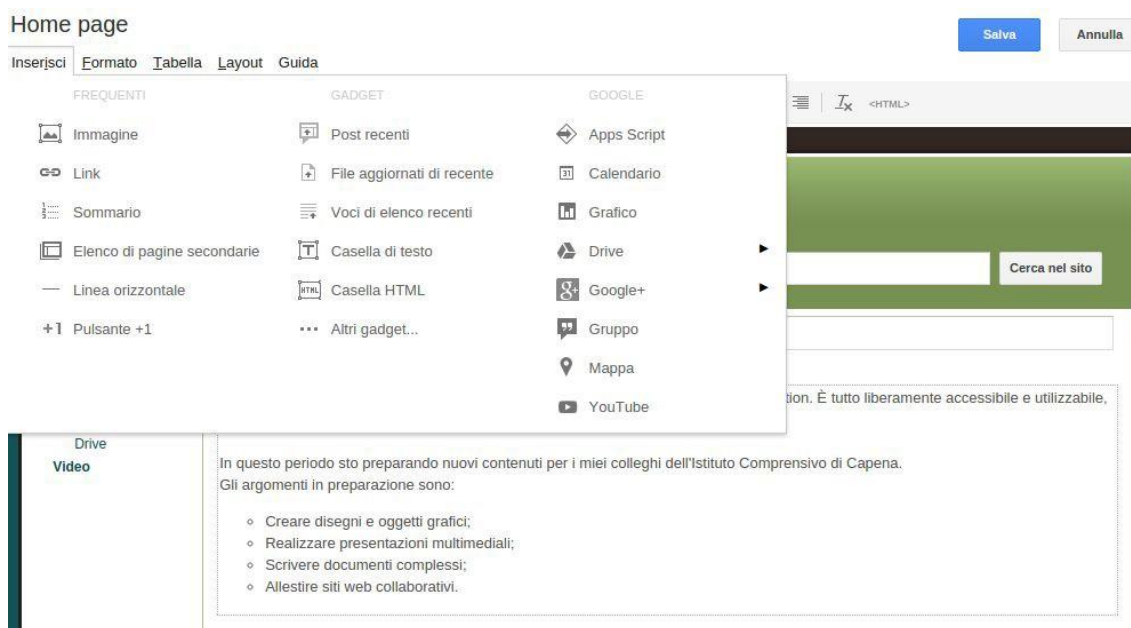 Home page
Salva
Annulla
Inserisci Formato Tabella Layout Guida
<HTML>
FREQUENTI
Immagine
Link
Sommario
Elenco di pagine secondarie
Linea orizzontale
+1 Pulsante +1
GADGET
Post recenti
File aggiornati di recente
Voci di elenco recenti
Casella di testo
HTML Casella HTML
Altri gadget...
GOOGLE
Apps Script
31 Calendario
Grafico
Drive
g+ Google+
Gruppo
Mappa
YouTube
Cerca nel sito
tion. È tutto liberamente accessibile e utilizzabile,
Drive
Video
In questo periodo sto preparando nuovi contenuti per i miei colleghi dell'Istituto Comprensivo di Capena.
Gli argomenti in preparazione sono:
Creare disegni e oggetti grafici;
Realizzare presentazioni multimediali;
Scrivere documenti complessi;
Allestire siti web collaborativi.